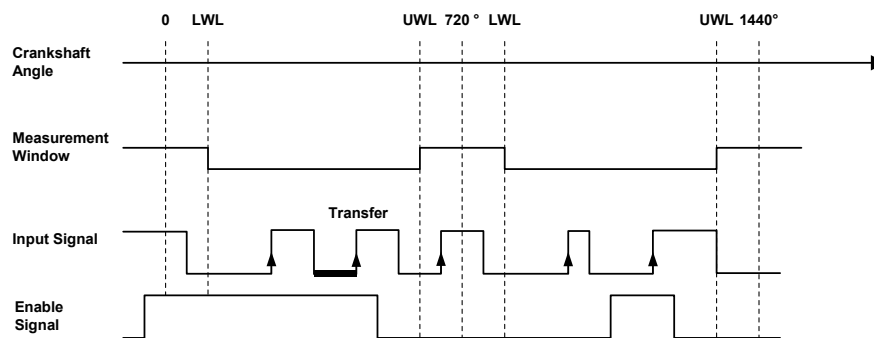 0 LWL UWL 720 ° LWL UWL 1440°
Crankshaft
Angle
Measurement
Window
Transfer
Input Signal
Enable
Signal